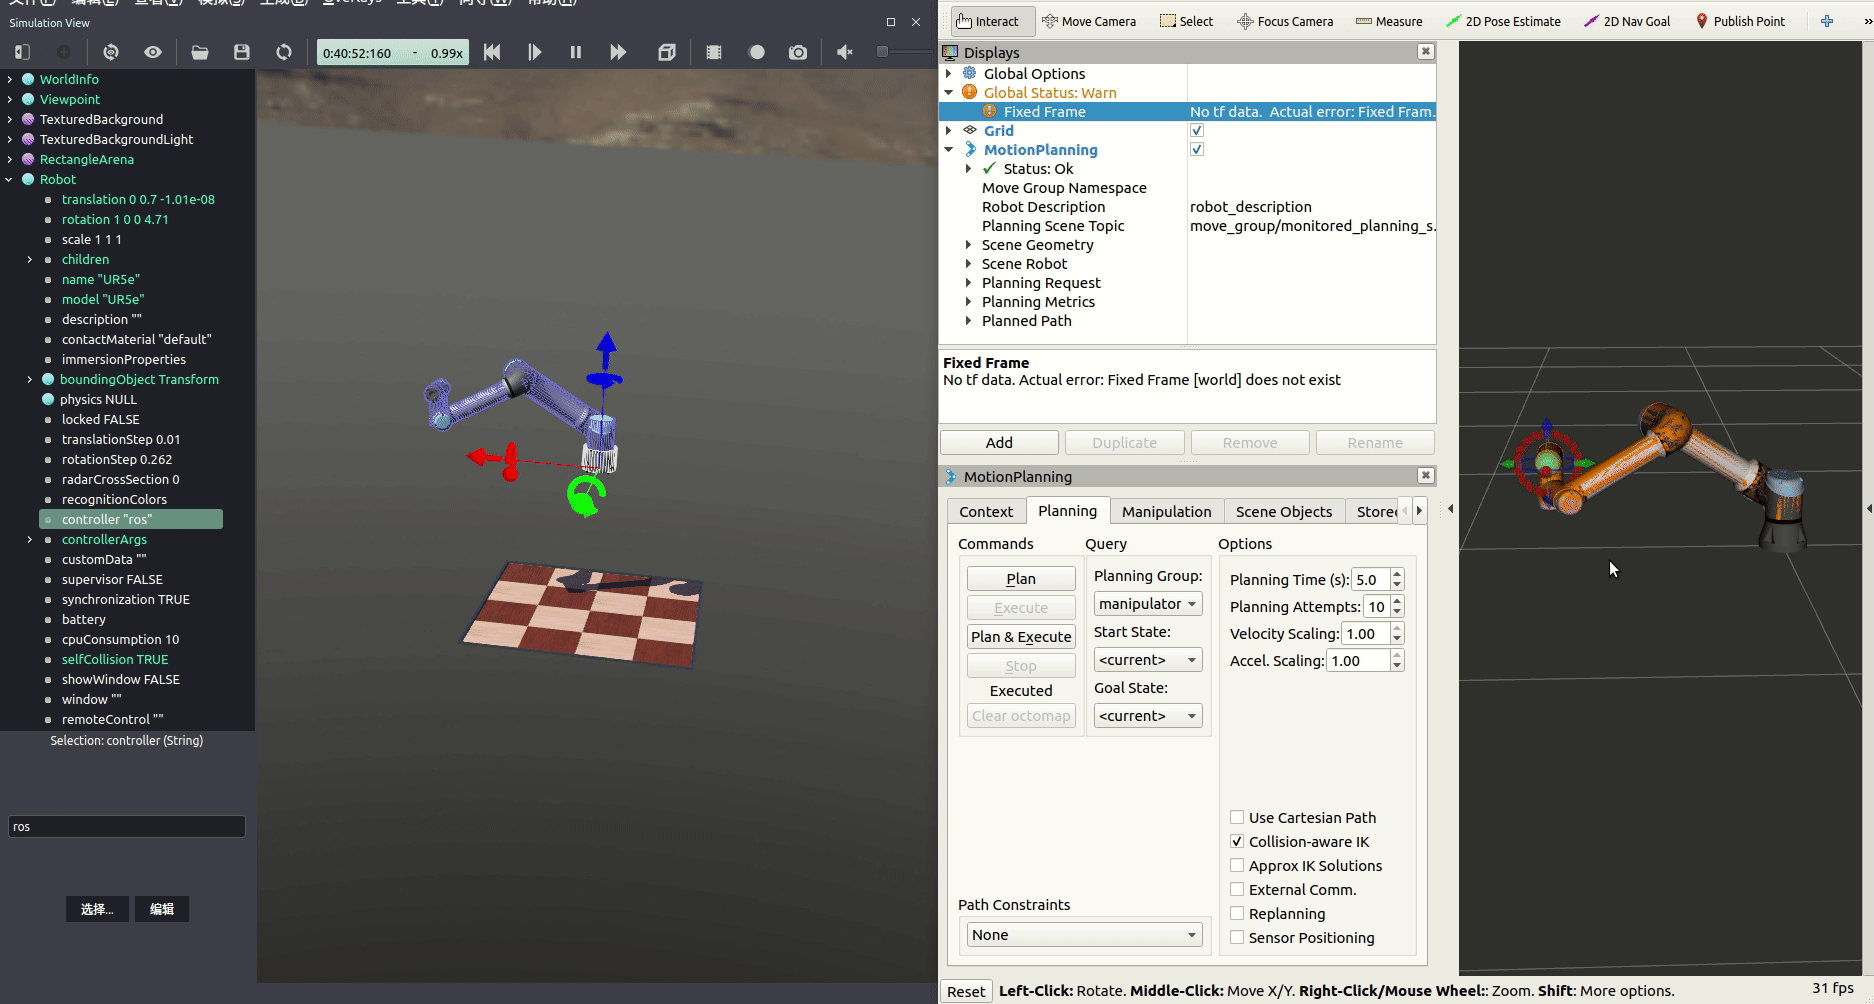 Simulation View
0:40:52:160 - 0.99x
WorldInfo
Viewpoint
TexturedBackground
TexturedBackgroundLight
RectangleArena
Robot
translation 0 0.7 -1.01e-08
rotation 1 0 0 4.71
scale 1 1 1
children
name "UR5e"
model "UR5e"
description ""
contactMaterial "default"
immersionProperties
boundingObject Transform
physics NULL
locked FALSE
translationStep 0.01
rotationStep 0.262
radarCrossSection 0
recognitionColors
controller "ros"
controllerArgs
customData ""
supervisor FALSE
synchronization TRUE
battery
cpuConsumption 10
selfCollision TRUE
showWindow FALSE
window ""
remoteControl ""
Selection: controller (String)
ros
选择... 编辑
Interact Move Camera Select Focus Camera Measure 2D Pose Estimate 2D Nav Goal Publish Point
Displays
Global Options
Global Status: Warn
Fixed Frame No tf data. Actual error: Fixed Fram.
Grid
MotionPlanning
Status: Ok
Move Group Namespace
Robot Description robot_description
Planning Scene Topic move_group/monitored_planning_s.
Scene Geometry
Scene Robot
Planning Request
Planning Metrics
Planned Path
Fixed Frame
No tf data. Actual error: Fixed Frame [world] does not exist
Add Duplicate Remove Rename
MotionPlanning
Context Planning Manipulation Scene Objects Stored
Commands Query Options
Plan
Execute
Plan & Execute
Stop
Executed
Clear octomap
Planning Group:
manipulator
Start State:
<current>
Goal State:
<current>
Planning Time (s): 5.0
Planning Attempts: 10
Velocity Scaling: 1.00
Accel. Scaling: 1.00
Use Cartesian Path
Collision-aware IK
Approx IK Solutions
External Comm.
Replanning
Sensor Positioning
Path Constraints
None
Reset Left-Click: Rotate. Middle-Click: Move X/Y. Right-Click/Mouse Wheel:: Zoom. Shift: More options. 31 fps